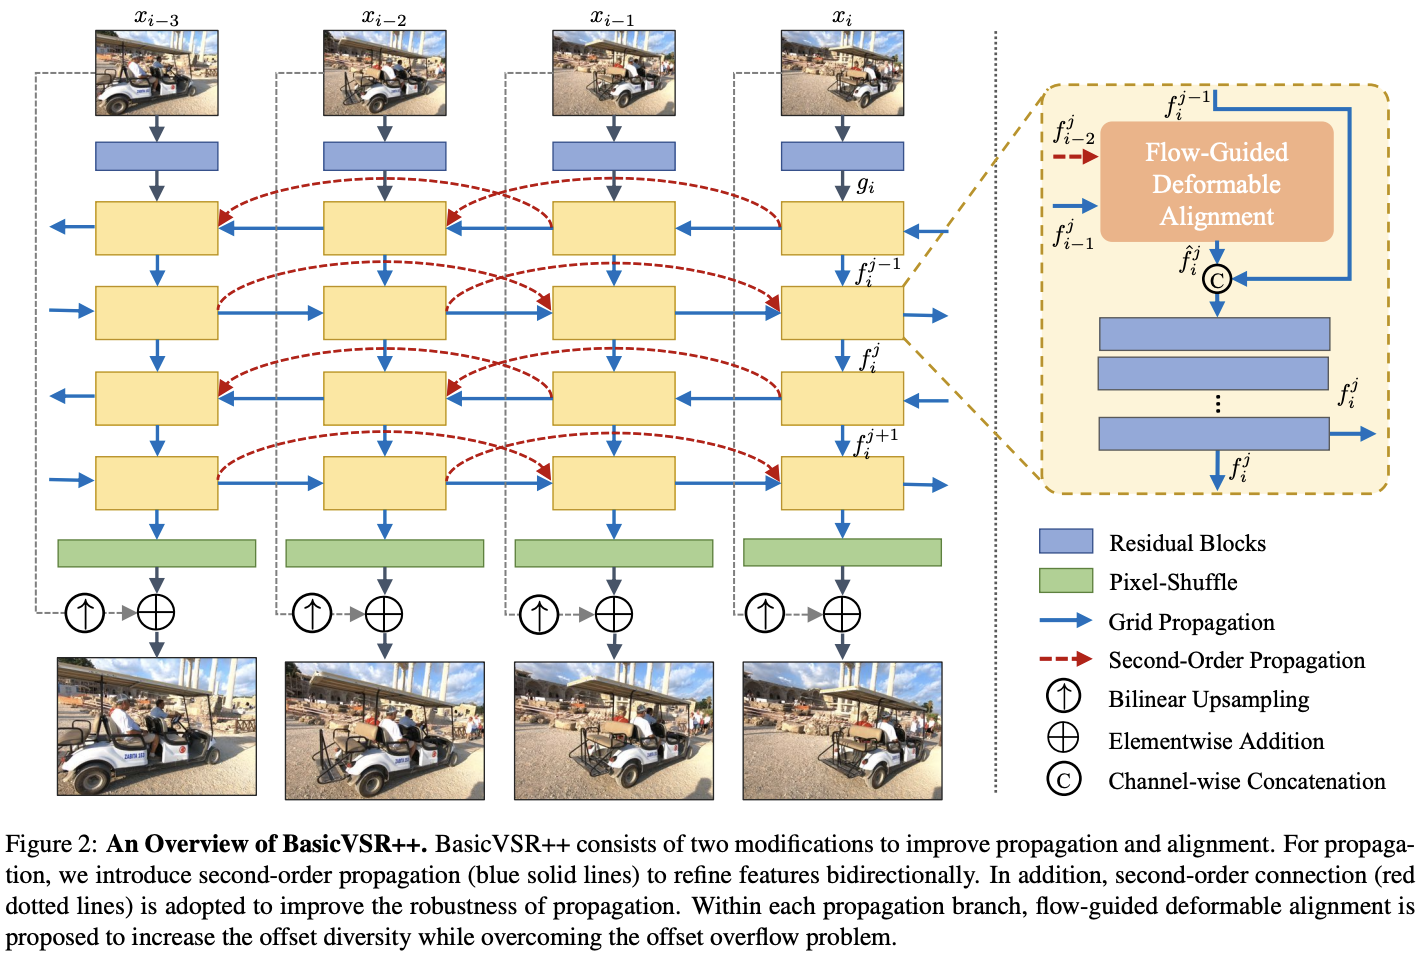 x_{i-3} x_{i-2} x_{i-1} x_i
g_i
f_i^{j-1}
f_i^j
f_i^{j+1}
f_i^{j-1}
f_{i-2}^j
Flow-Guided
Deformable
Alignment
f_{i-1}^j
\hat{f}_i^j
C
f_i^j
f_i^j
Residual Blocks
Pixel-Shuffle
Grid Propagation
Second-Order Propagation
Bilinear Upsampling
Elementwise Addition
C Channel-wise Concatenation
Figure 2: An Overview of BasicVSR++. BasicVSR++ consists of two modifications to improve propagation and alignment. For propaga-
tion, we introduce second-order propagation (blue solid lines) to refine features bidirectionally. In addition, second-order connection (red
dotted lines) is adopted to improve the robustness of propagation. Within each propagation branch, flow-guided deformable alignment is
proposed to increase the offset diversity while overcoming the offset overflow problem.